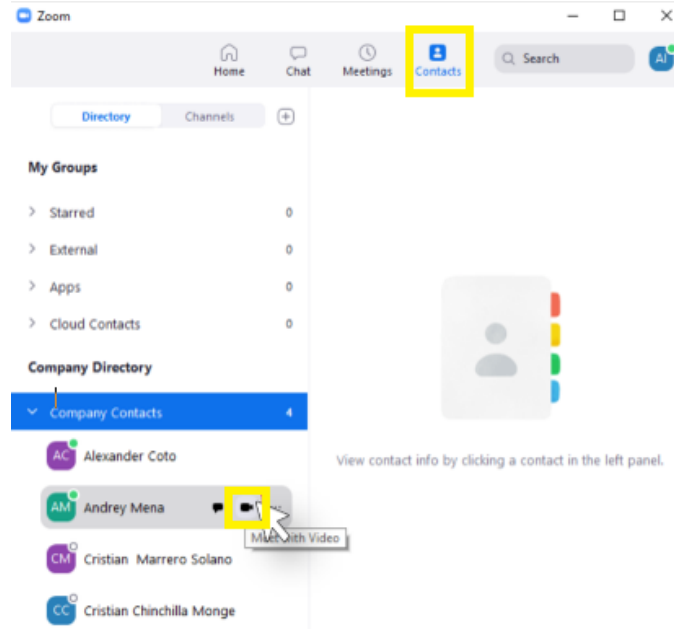 Zoom
Home Chat Meetings Contacts Search AI
Directory Channels
My Groups
Starred 0
External 0
Apps 0
Cloud Contacts 0
Company Directory
Company Contacts 4
AC Alexander Coto
View contact info by clicking a contact in the left panel.
AM Andrey Mena
Meet with Video
CM Cristian Marrero Solano
CC Cristian Chinchilla Monge